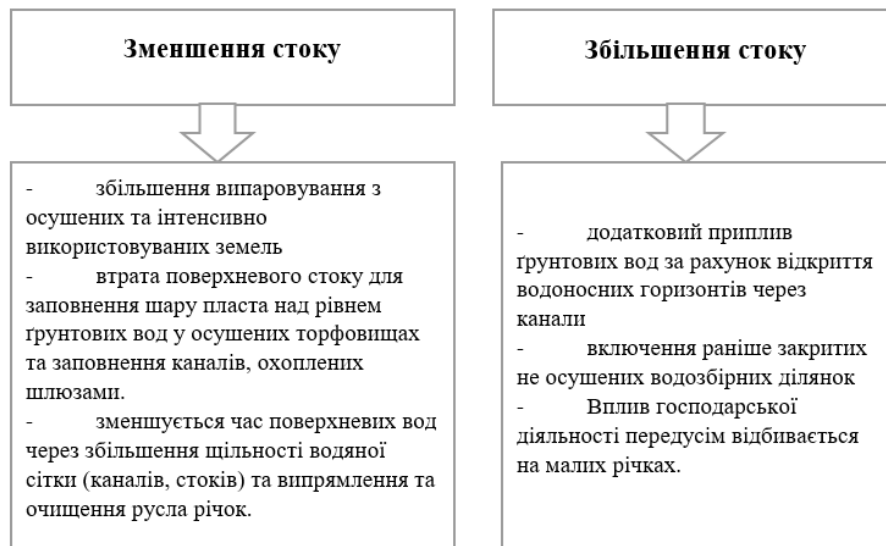 Зменшення стоку
- збільшення випаровування з
осушених та інтенсивно
використовуваних земель
- втрата поверхневого стоку для
заповнення шару пласта над рівнем
ґрунтових вод у осушених торфовищах
та заповнення каналів, охоплених
шлюзами.
- зменшується час поверхневих вод
через збільшення щільності водяної
сітки (каналів, стоків) та випрямлення та
очищення русла річок.
Збільшення стоку
- додатковий приплив
ґрунтових вод за рахунок відкриття
водоносних горизонтів через
канали
- включення раніше закритих
не осушених водозбірних ділянок
- Вплив господарської
діяльності передусім відбивається
на малих річках.